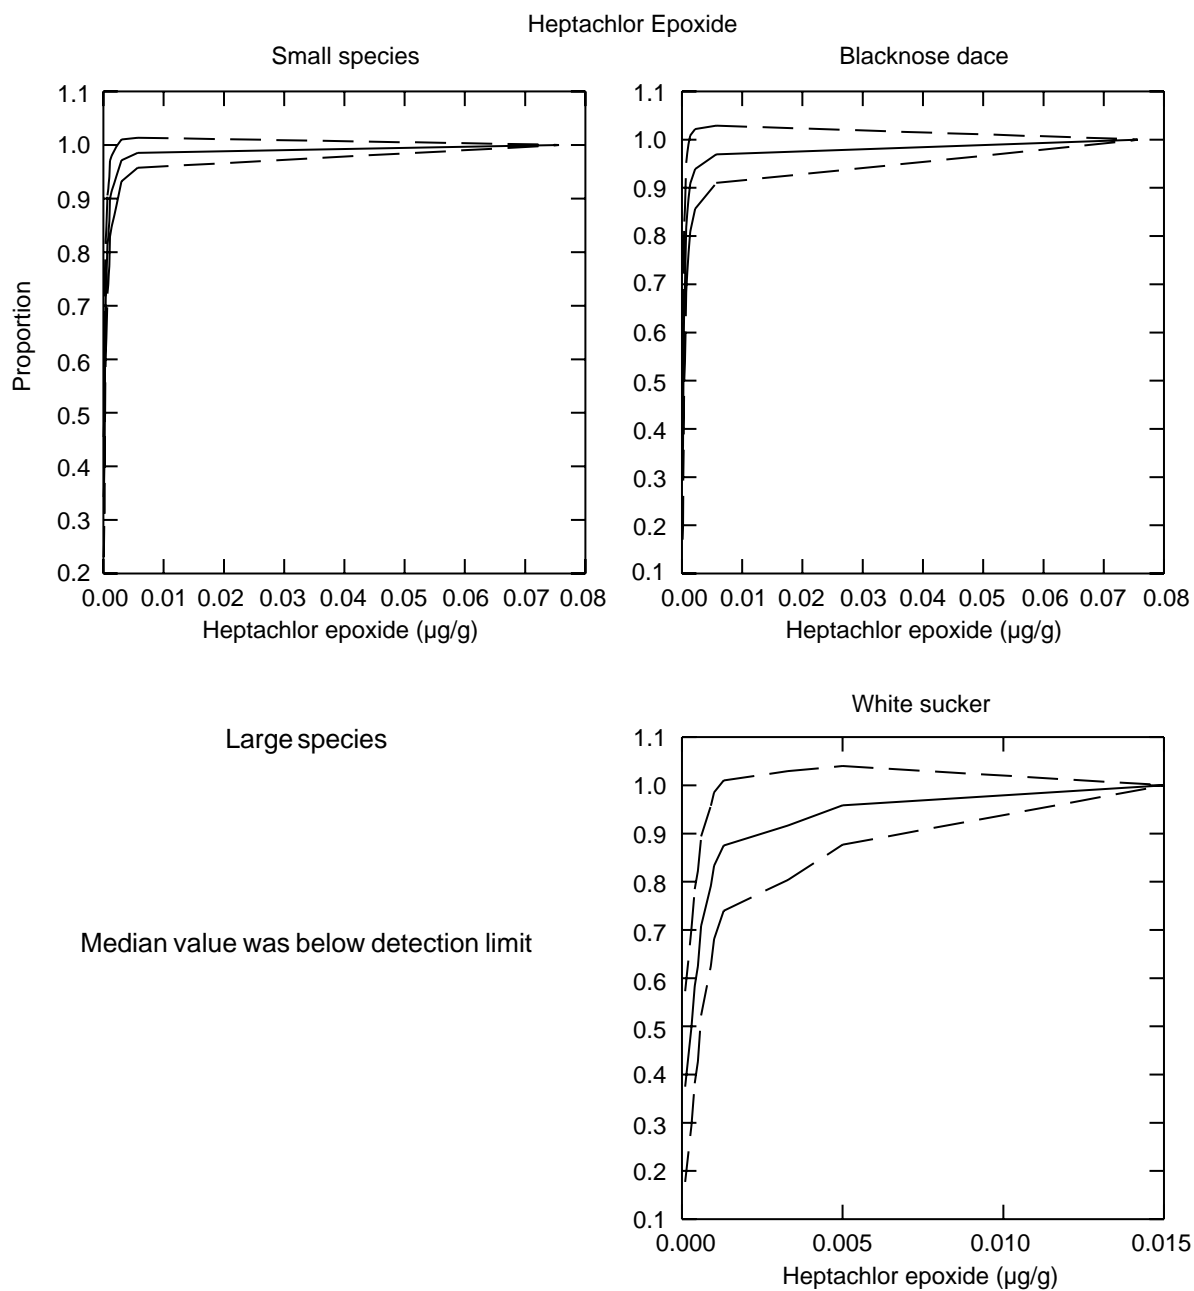 Heptachlor Epoxide
Small species
1.1
1.0
0.9
0.8
0.7
0.6
0.5
0.4
0.3
0.2
Proportion
0.00 0.01 0.02 0.03 0.04 0.05 0.06 0.07 0.08
Heptachlor epoxide (µg/g)
Blacknose dace
1.1
1.0
0.9
0.8
0.7
0.6
0.5
0.4
0.3
0.2
0.1
0.00 0.01 0.02 0.03 0.04 0.05 0.06 0.07 0.08
Heptachlor epoxide (µg/g)
Large species
Median value was below detection limit
White sucker
1.1
1.0
0.9
0.8
0.7
0.6
0.5
0.4
0.3
0.2
0.1
0.000 0.005 0.010 0.015
Heptachlor epoxide (µg/g)